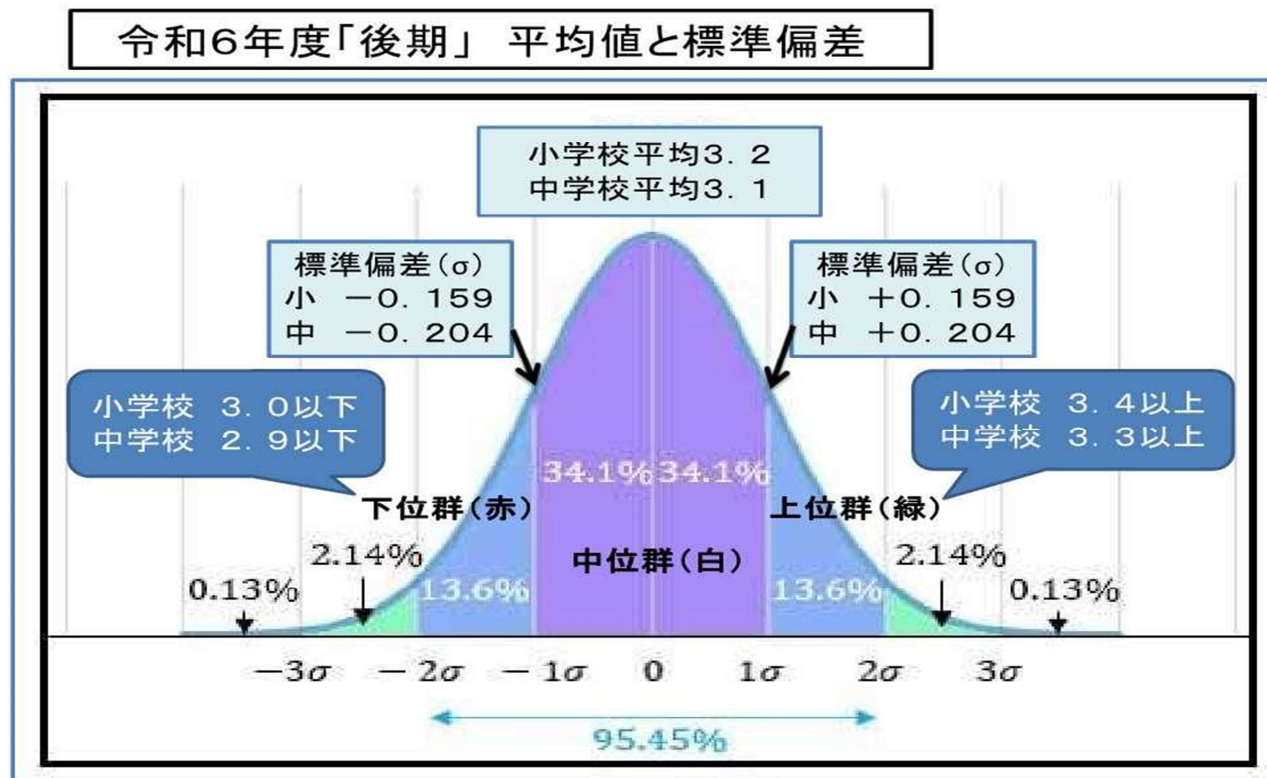 令和6年度「後期」 平均値と標準偏差
小学校平均3.2
中学校平均3.1
標準偏差(σ)
小 －0.159
中 －0.204
標準偏差(σ)
小 ＋0.159
中 ＋0.204
小学校 3.0以下
中学校 2.9以下
小学校 3.4以上
中学校 3.3以上
34.1% 34.1%
下位群(赤)
上位群(緑)
中位群(白)
0.13% 2.14% 13.6% 13.6% 2.14% 0.13%
－3σ －2σ －1σ 0 1σ 2σ 3σ
95.45%